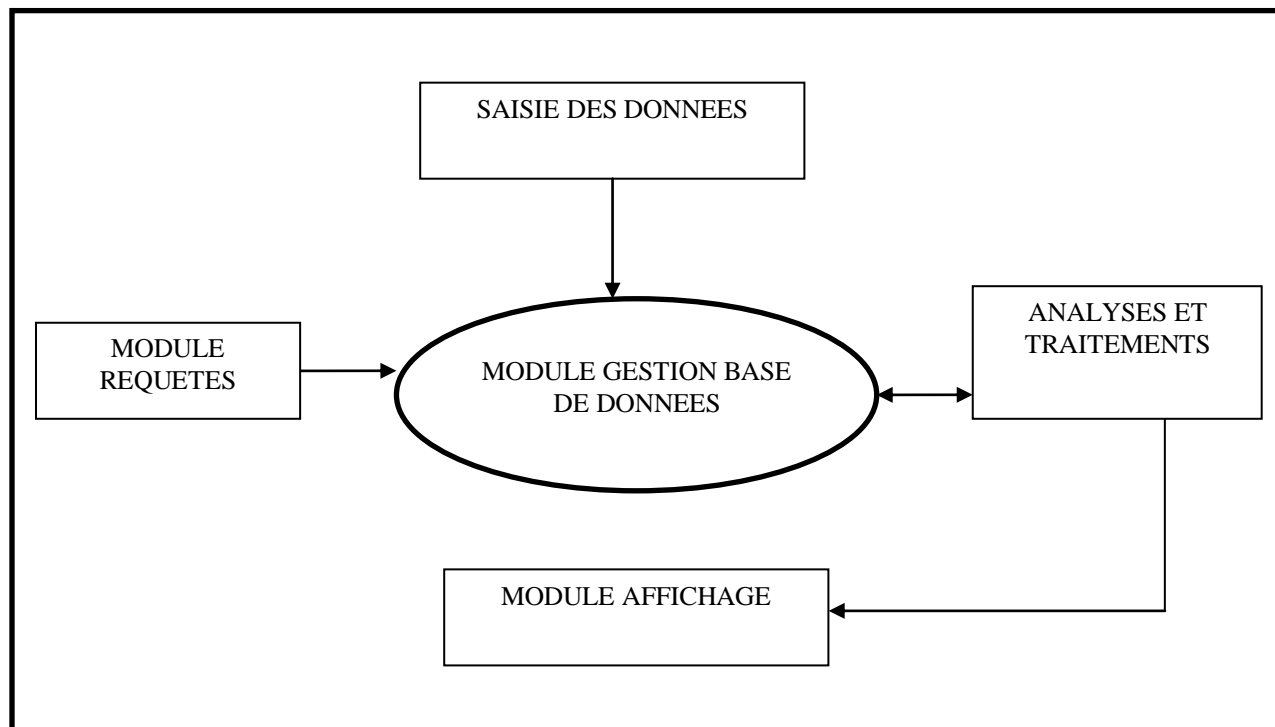 SAISIE DES DONNEES
MODULE
REQUETES
MODULE GESTION BASE
DE DONNEES
ANALYSES ET
TRAITEMENTS
MODULE AFFICHAGE